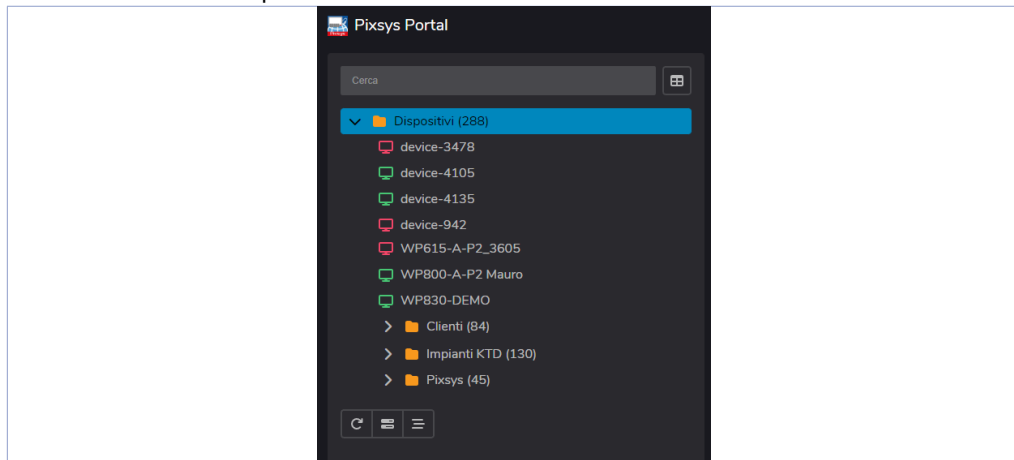 Pixsys Portal
Cerca
Dispositivi (288)
device-3478
device-4105
device-4135
device-942
WP615-A-P2_3605
WP800-A-P2 Mauro
WP830-DEMO
Clienti (84)
Impianti KTD (130)
Pixsys (45)